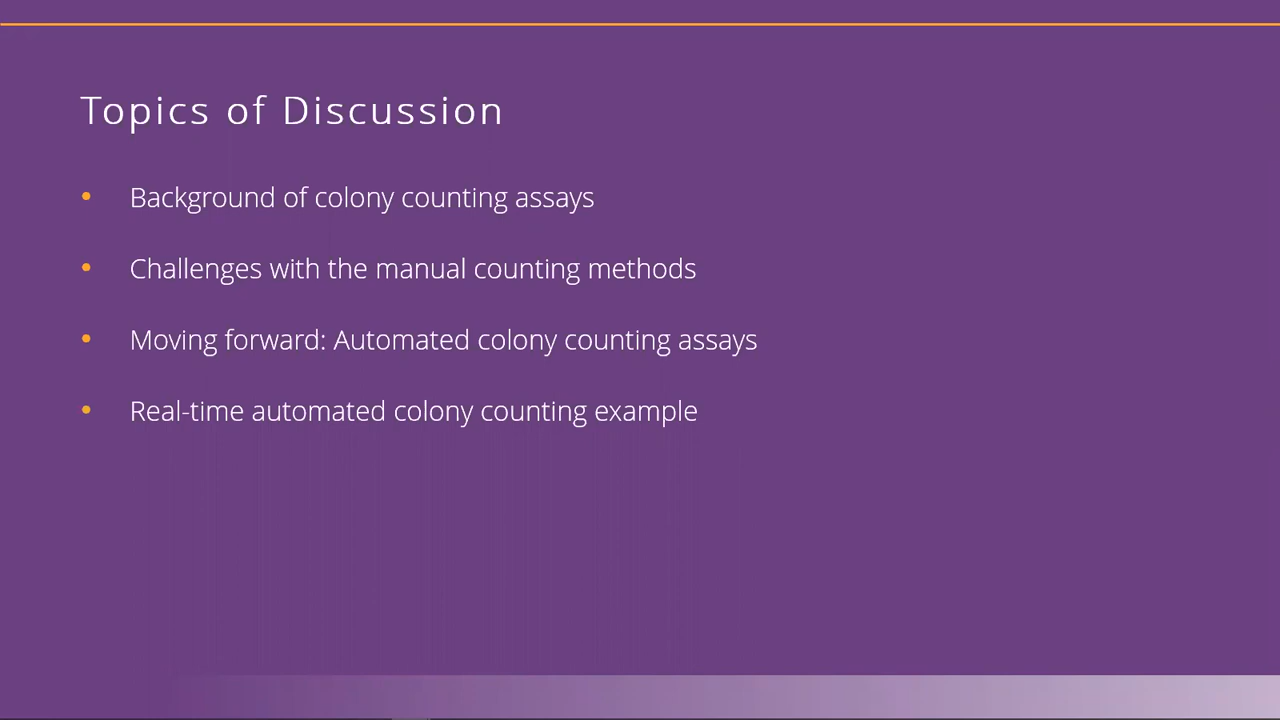 Topics of Discussion
• Background of colony counting assays
• Challenges with the manual counting methods
• Moving forward: Automated colony counting assays
• Real-time automated colony counting example